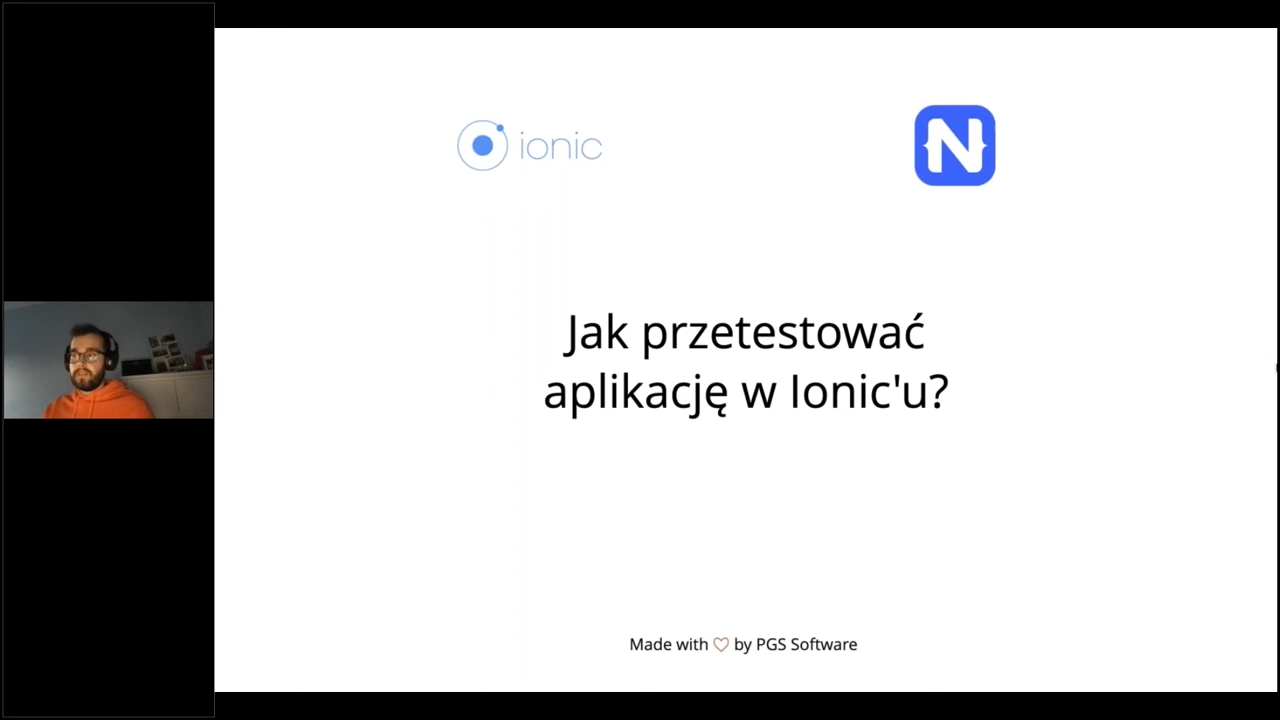 ionic
N
Jak przetestować
aplikację w Ionic'u?
Made with ♡ by PGS Software